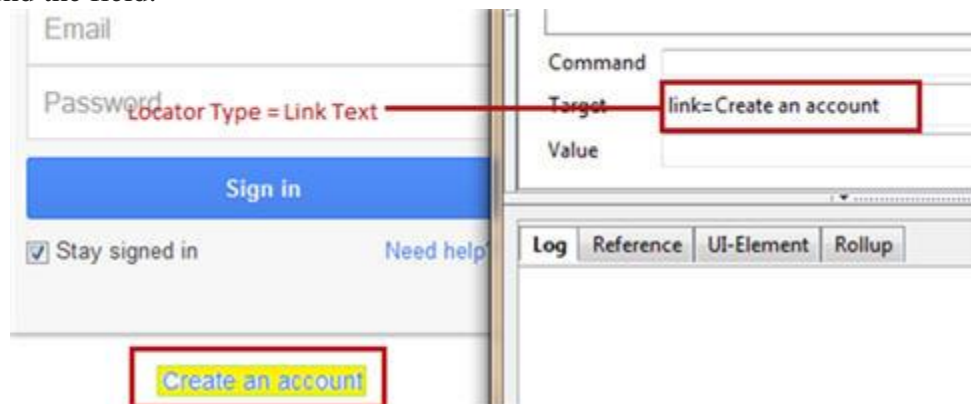 Email
Password
Locator Type = Link Text
Sign in
Stay signed in
Need help?
Create an account
Command
Target
link=Create an account
Value
Log Reference UI-Element Rollup